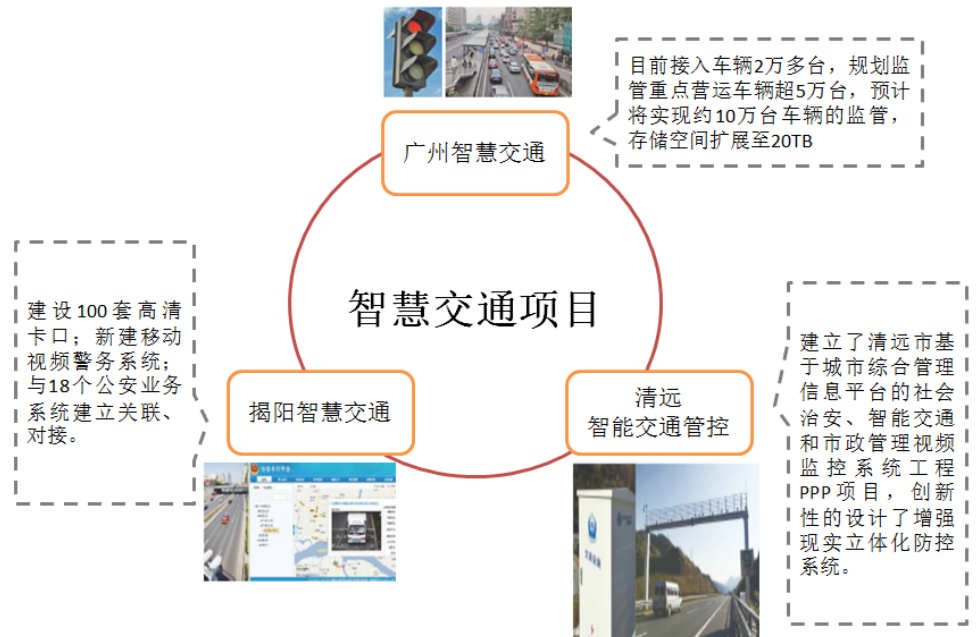 目前接入车辆2万多台，规划监
管重点营运车辆超5万台，预计
将实现约10万台车辆的监管，
存储空间扩展至20TB
广州智慧交通
智慧交通项目
建设100套高清
卡口；新建移动
视频警务系统；
与18个公安业务
系统建立关联、
对接。
揭阳智慧交通
清远
智能交通管控
建立了清远市基
于城市综合管理
信息平台的社会
治安、智能交通
和市政管理视频
监控系统工程
PPP项目，创新
性的设计了增强
现实立体化防控
系统。